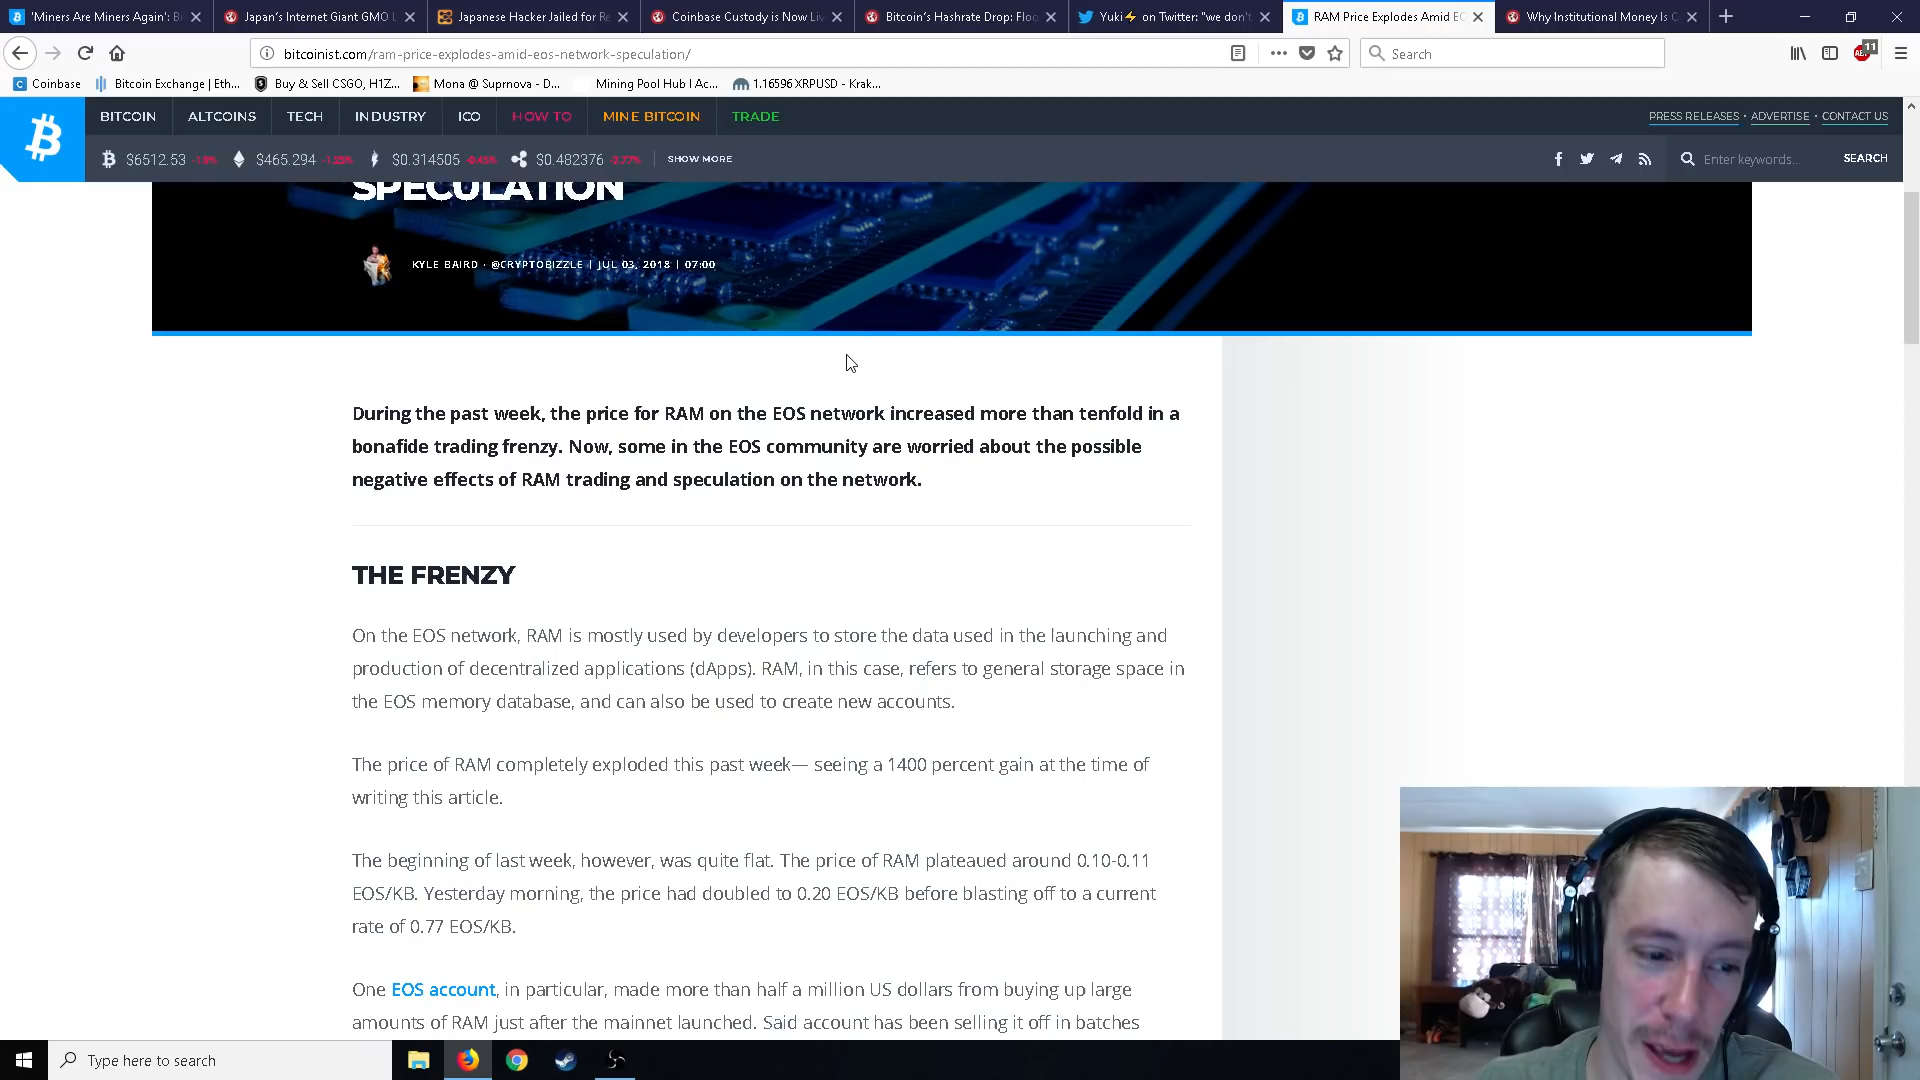 'Miners Are Miners Again': B
Japan's Internet Giant GMO L
Japanese Hacker Jailed for Re
Coinbase Custody is Now Liv
Bitcoin's Hashrate Drop: Floo
Yuki⚡ on Twitter: "we don't
RAM Price Explodes Amid EO
Why Institutional Money Is C
bitcoinist.com/ram-price-explodes-amid-eos-network-speculation/
Search
11
Coinbase
Bitcoin Exchange | Eth...
Buy & Sell CSGO, H1Z...
Mona @ Suprnova - D...
Mining Pool Hub | Ac...
1.16596 XRPUSD - Krak...
BITCOIN
ALTCOINS
TECH
INDUSTRY
ICO
HOW TO
MINE BITCOIN
TRADE
PRESS RELEASES • ADVERTISE • CONTACT US
$6512.53 -1.9%
$465.294 -1.25%
$0.314505 -0.45%
$0.482376 -2.77%
SHOW MORE
Enter keywords...
SEARCH
SPECULATION
KYLE BAIRD · @CRYPTOBIZZLE | JUL 03, 2018 | 07:00
During the past week, the price for RAM on the EOS network increased more than tenfold in a
bonafide trading frenzy. Now, some in the EOS community are worried about the possible
negative effects of RAM trading and speculation on the network.
THE FRENZY
On the EOS network, RAM is mostly used by developers to store the data used in the launching and
production of decentralized applications (dApps). RAM, in this case, refers to general storage space in
the EOS memory database, and can also be used to create new accounts.
The price of RAM completely exploded this past week— seeing a 1400 percent gain at the time of
writing this article.
The beginning of last week, however, was quite flat. The price of RAM plateaued around 0.10-0.11
EOS/KB. Yesterday morning, the price had doubled to 0.20 EOS/KB before blasting off to a current
rate of 0.77 EOS/KB.
One EOS account, in particular, made more than half a million US dollars from buying up large
amounts of RAM just after the mainnet launched. Said account has been selling it off in batches
Type here to search